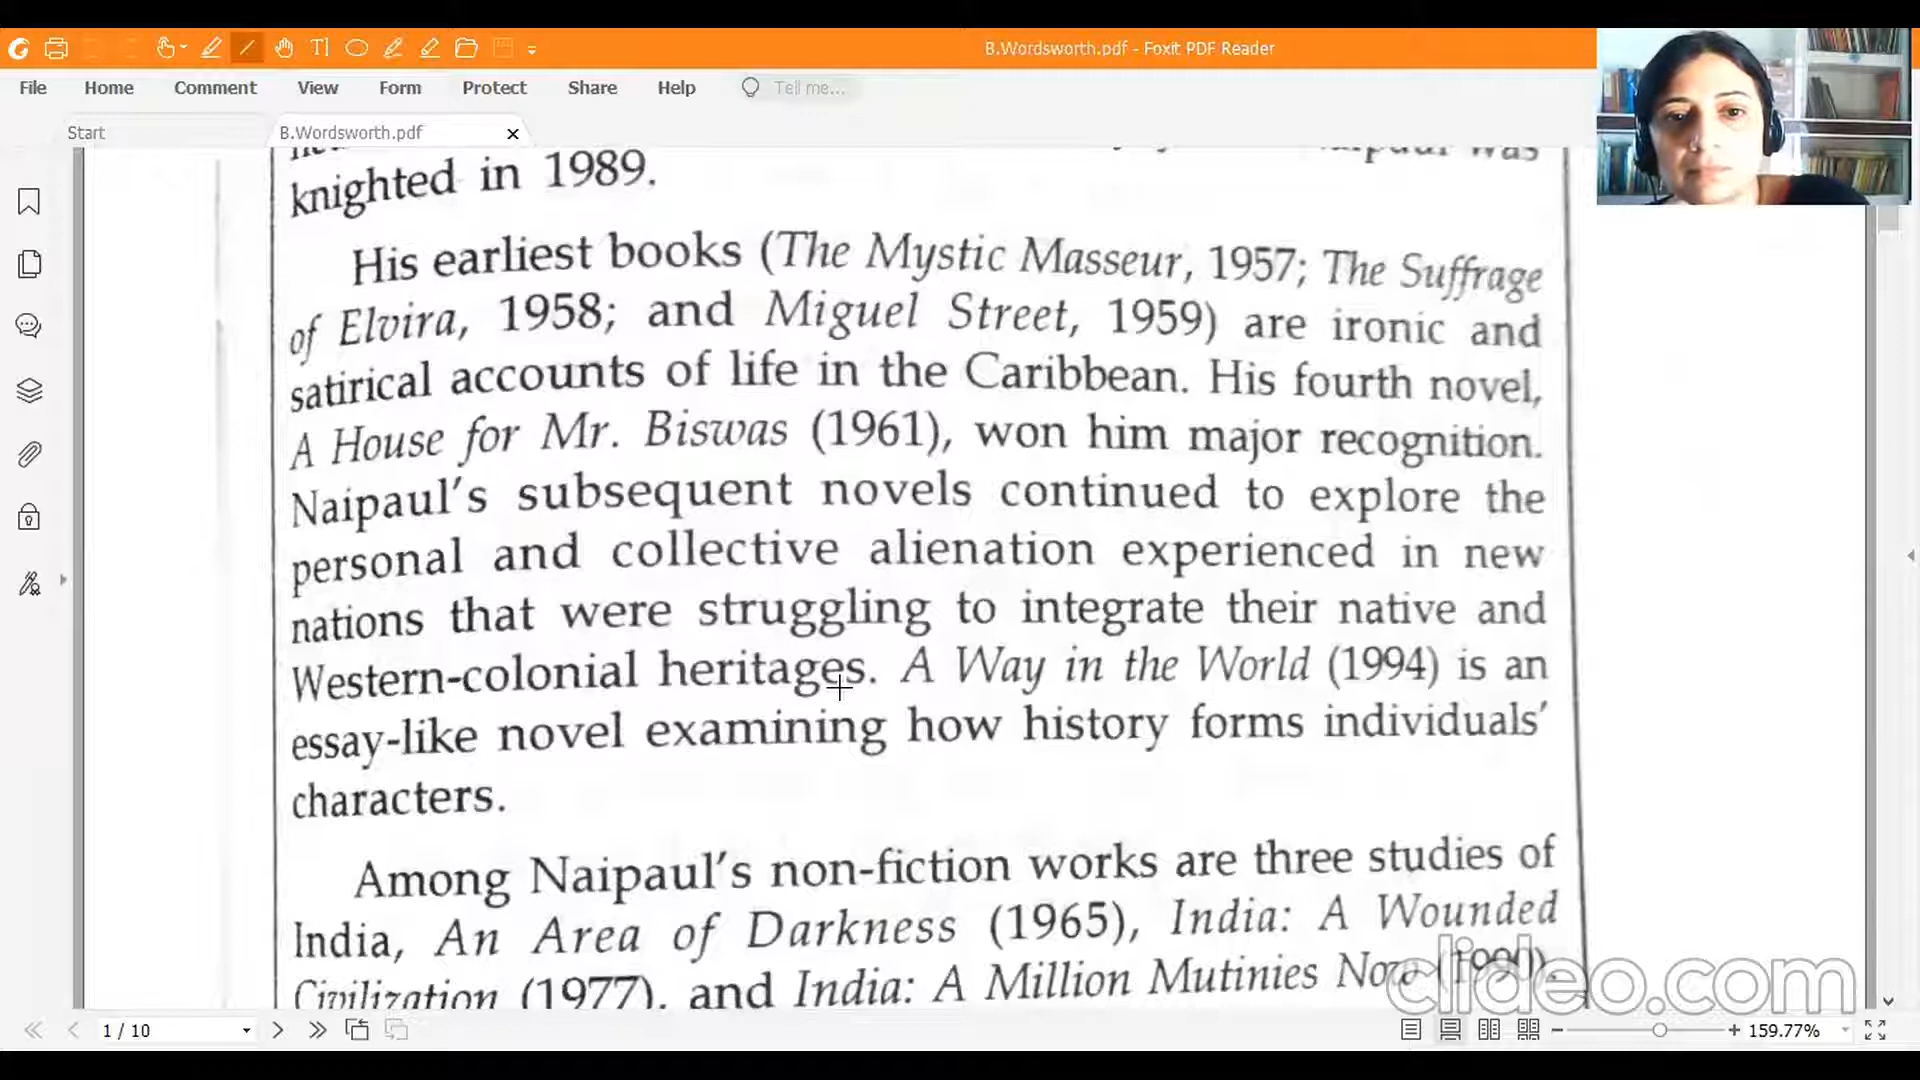 B.Wordsworth.pdf - Foxit PDF Reader
File Home Comment View Form Protect Share Help Tell me...
Start B.Wordsworth.pdf
was
knighted in 1989.
His earliest books (The Mystic Masseur, 1957; The Suffrage
of Elvira, 1958; and Miguel Street, 1959) are ironic and
satirical accounts of life in the Caribbean. His fourth novel,
A House for Mr. Biswas (1961), won him major recognition.
Naipaul's subsequent novels continued to explore the
personal and collective alienation experienced in new
nations that were struggling to integrate their native and
Western-colonial heritages. A Way in the World (1994) is an
essay-like novel examining how history forms individuals'
characters.
Among Naipaul's non-fiction works are three studies of
India, An Area of Darkness (1965), India: A Wounded
Civilization (1977), and India: A Million Mutinies Now (1990).
clideo.com
1 / 10
159.77%